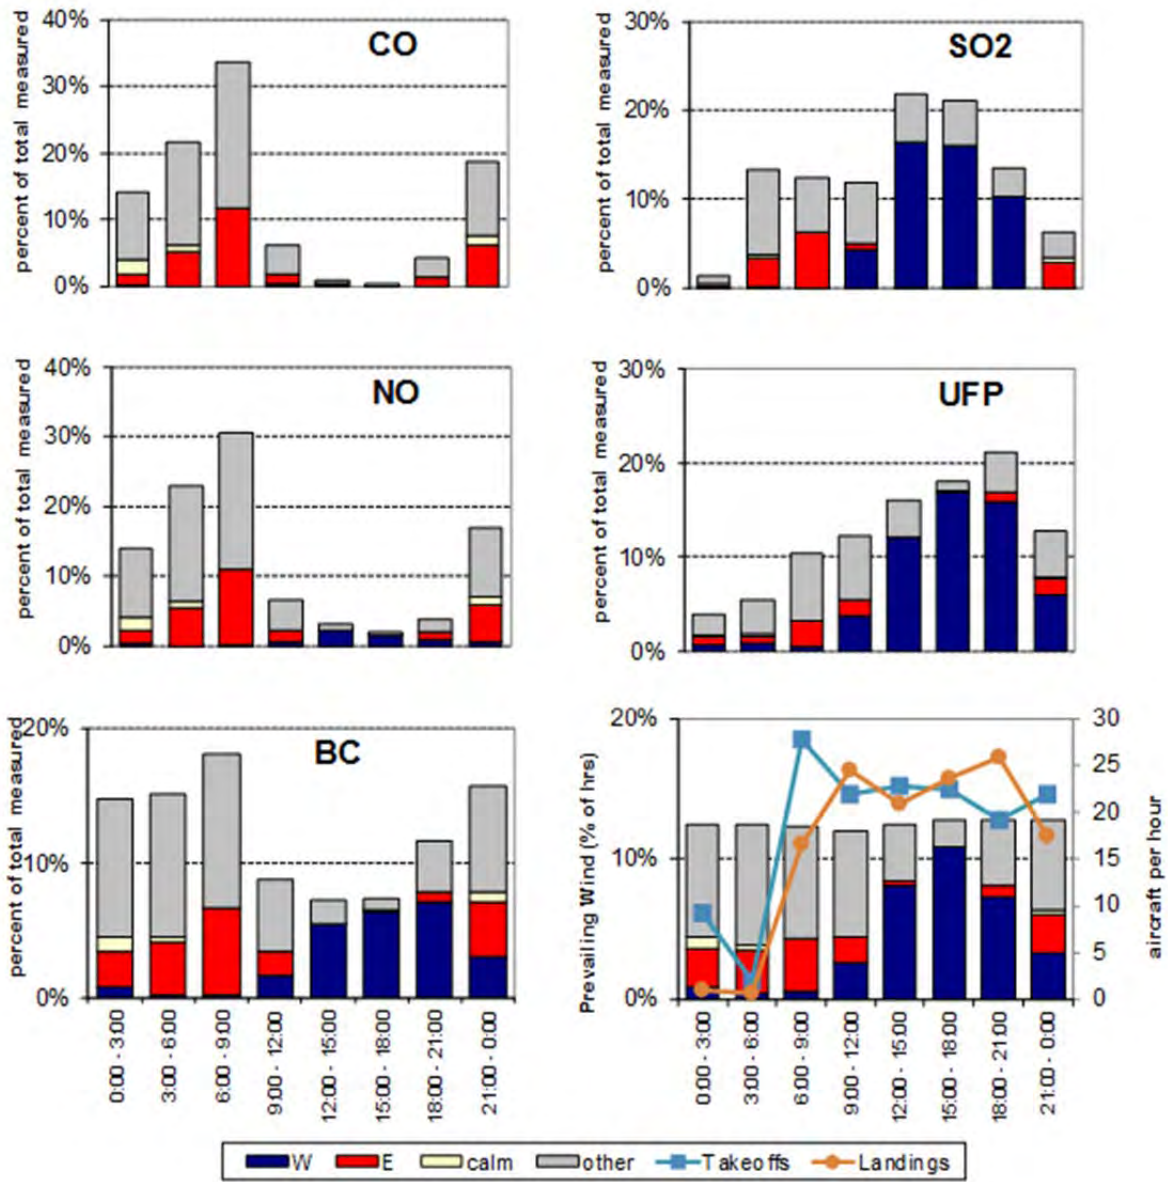 CO
percent of total measured
40%
30%
20%
10%
0%
SO2
percent of total measured
30%
20%
10%
0%
NO
percent of total measured
40%
30%
20%
10%
0%
UFP
percent of total measured
30%
20%
10%
0%
BC
percent of total measured
20%
10%
0%
0:00 - 3:00
3:00 - 6:00
6:00 - 9:00
9:00 - 12:00
12:00 - 15:00
15:00 - 18:00
18:00 - 21:00
21:00 - 0:00
Prevailing Wind (% of hrs)
20%
10%
0%
30
25
20
15
10
5
0
aircraft per hour
0:00 - 3:00
3:00 - 6:00
6:00 - 9:00
9:00 - 12:00
12:00 - 15:00
15:00 - 18:00
18:00 - 21:00
21:00 - 0:00
W E calm other Takeoffs Landings